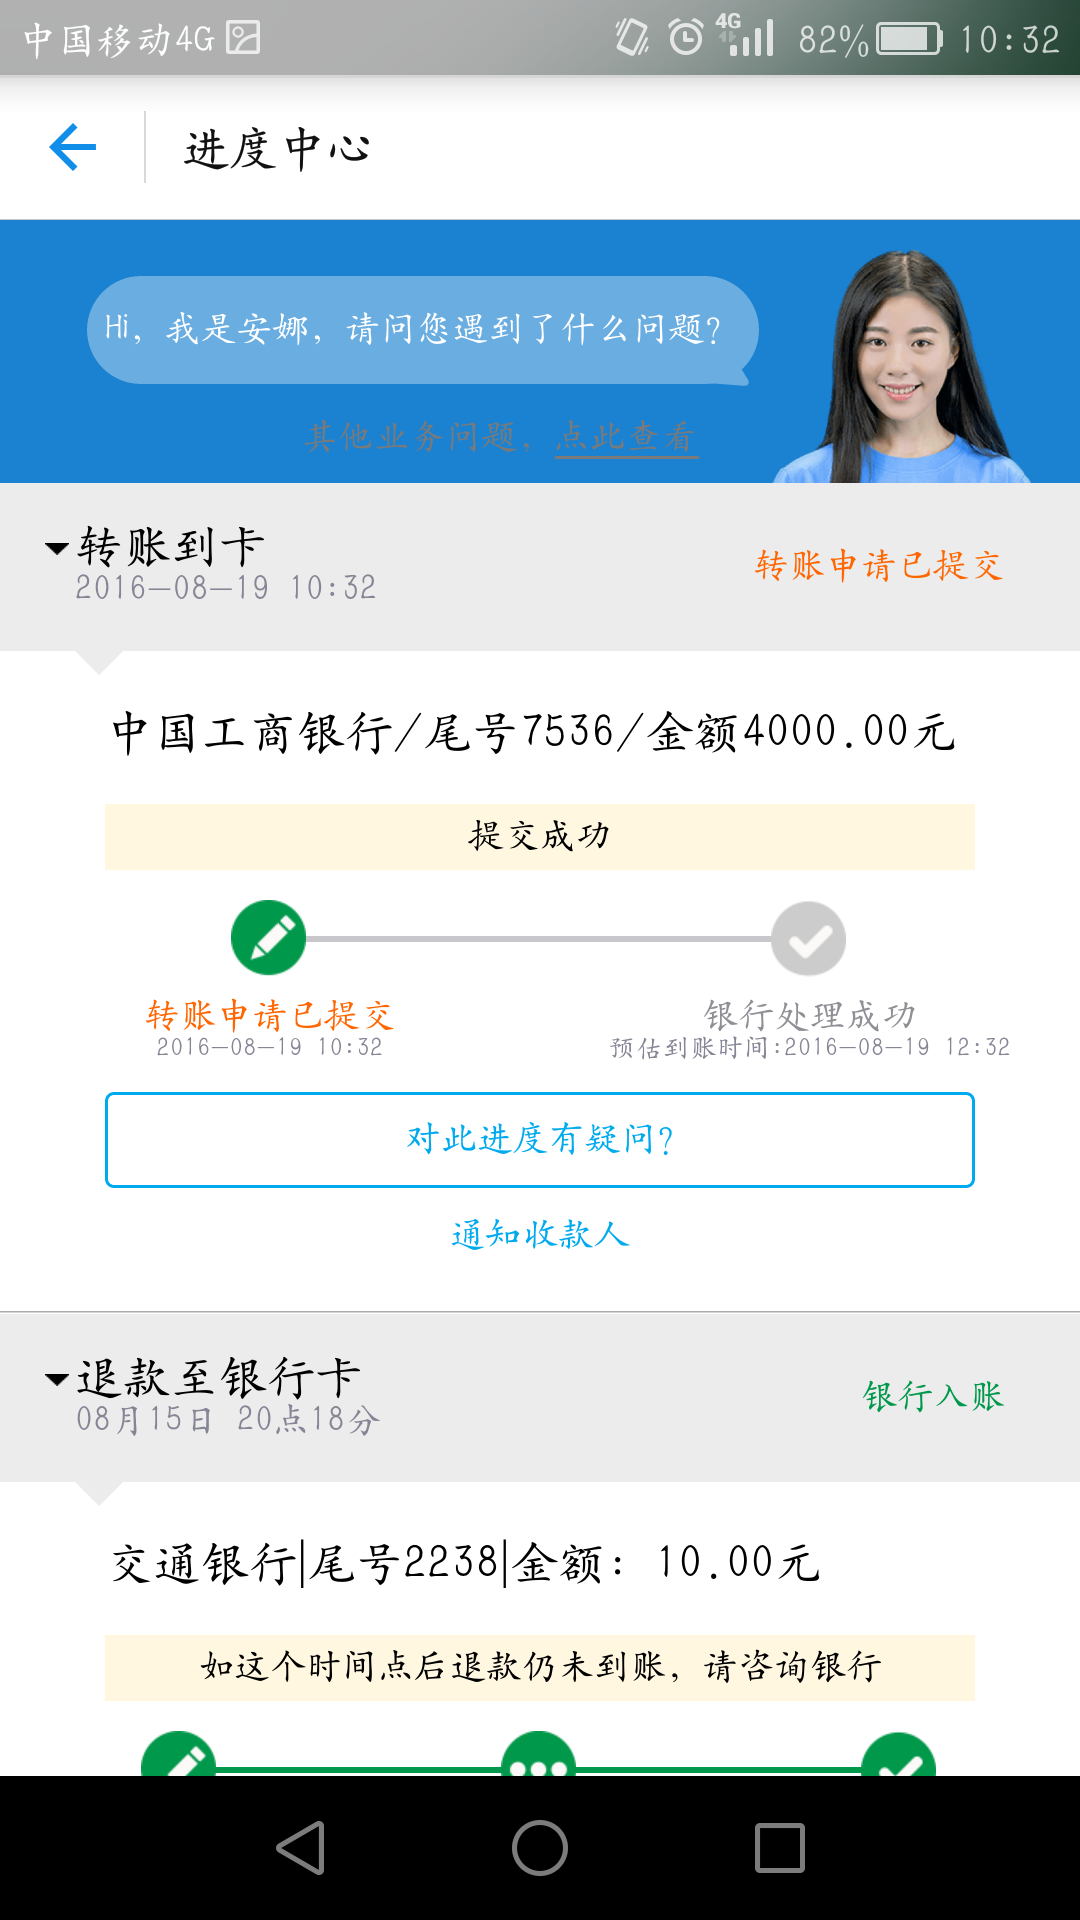 中国移动4G 4G 82% 10:32
进度中心
Hi，我是安娜，请问您遇到了什么问题？
其他业务问题，点此查看
转账到卡
2016-08-19 10:32
转账申请已提交
中国工商银行/尾号7536/金额4000.00元
提交成功
转账申请已提交
2016-08-19 10:32
银行处理成功
预估到账时间:2016-08-19 12:32
对此进度有疑问？
通知收款人
退款至银行卡
08月15日 20点18分
银行入账
交通银行|尾号2238|金额：10.00元
如这个时间点后退款仍未到账，请咨询银行